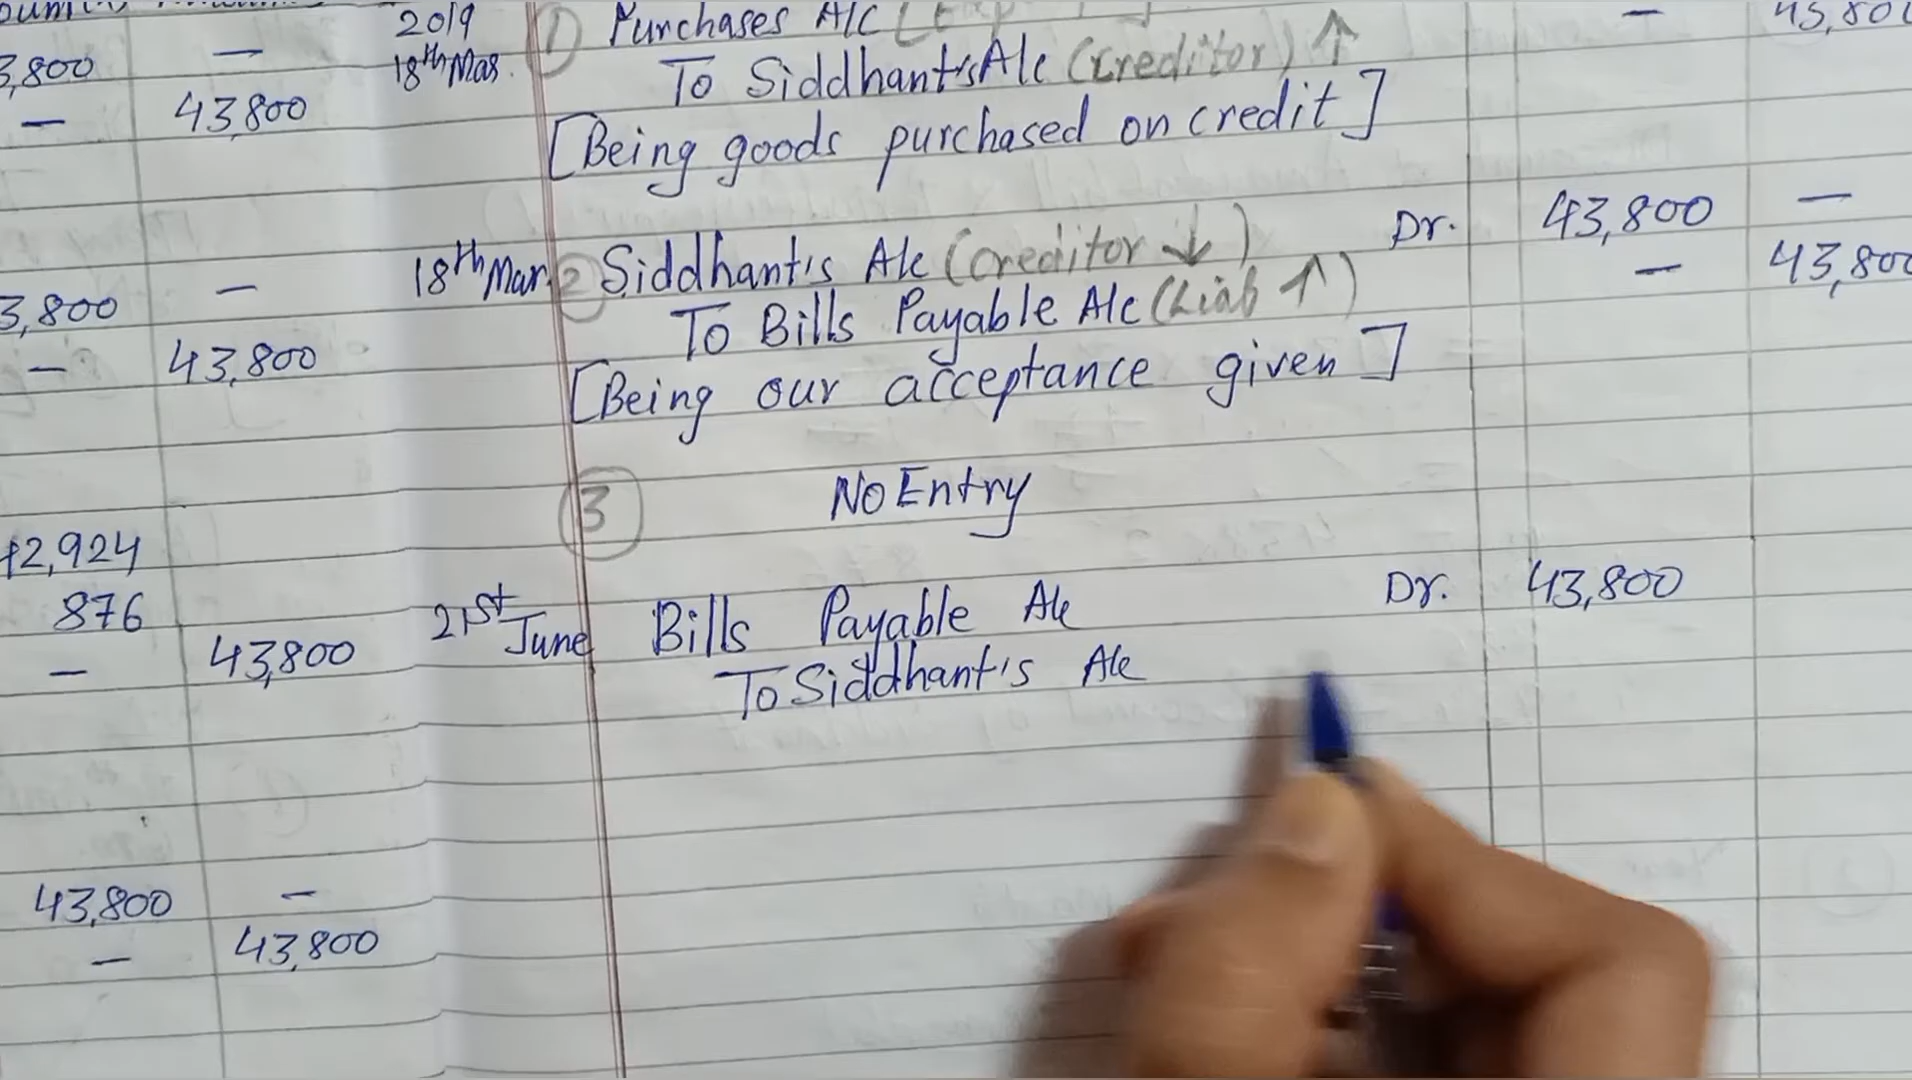 3,800 —
— 43,800
3,800 —
— 43,800
2,924
876
— 43,800
43,800 —
— 43,800
2019
18th Mar. ① Purchases A/c — 43,80
To Siddhant's A/c (Creditor) ↑
[Being goods purchased on credit]
18th Mar. ② Siddhant's A/c (Creditor ↓) Dr. 43,800 —
To Bills Payable A/c (Liab ↑) — 43,800
[Being our acceptance given]
③ No Entry
21st June Bills Payable A/c Dr. 43,800
To Siddhant's A/c